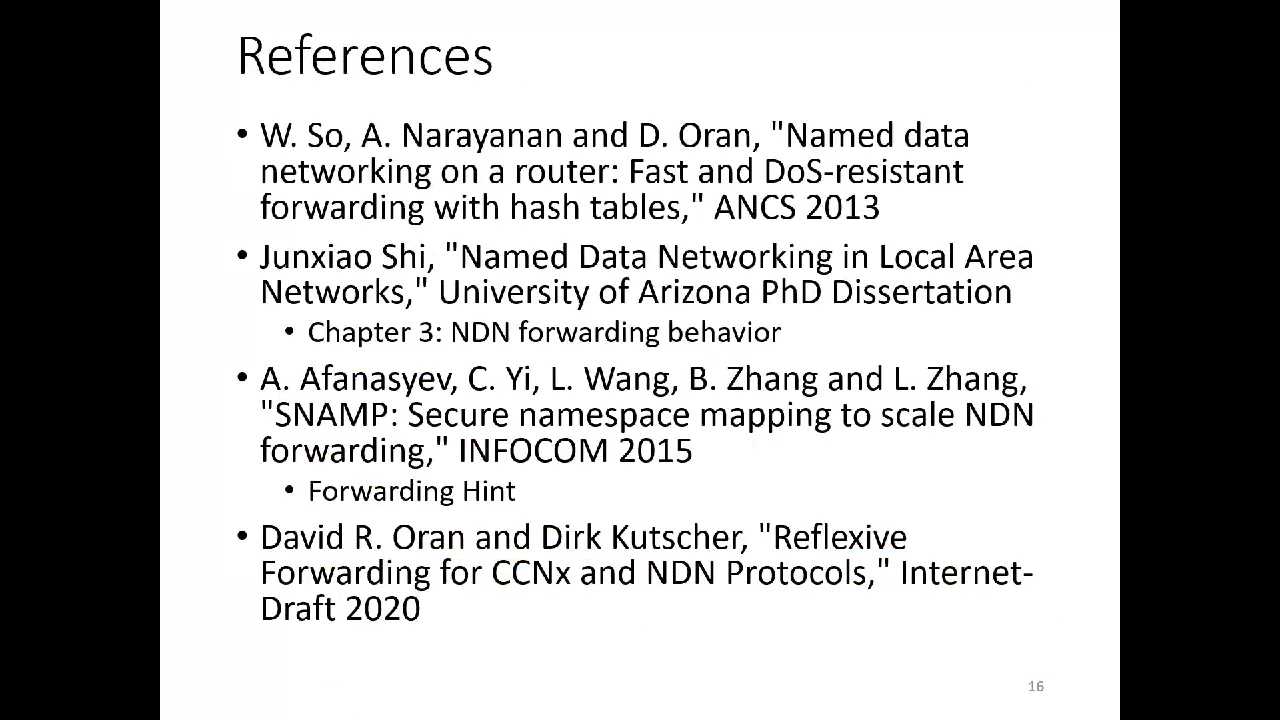 References
• W. So, A. Narayanan and D. Oran, "Named data
networking on a router: Fast and DoS-resistant
forwarding with hash tables," ANCS 2013
• Junxiao Shi, "Named Data Networking in Local Area
Networks," University of Arizona PhD Dissertation
• Chapter 3: NDN forwarding behavior
• A. Afanasyev, C. Yi, L. Wang, B. Zhang and L. Zhang,
"SNAMP: Secure namespace mapping to scale NDN
forwarding," INFOCOM 2015
• Forwarding Hint
• David R. Oran and Dirk Kutscher, "Reflexive
Forwarding for CCNx and NDN Protocols," Internet-
Draft 2020
16